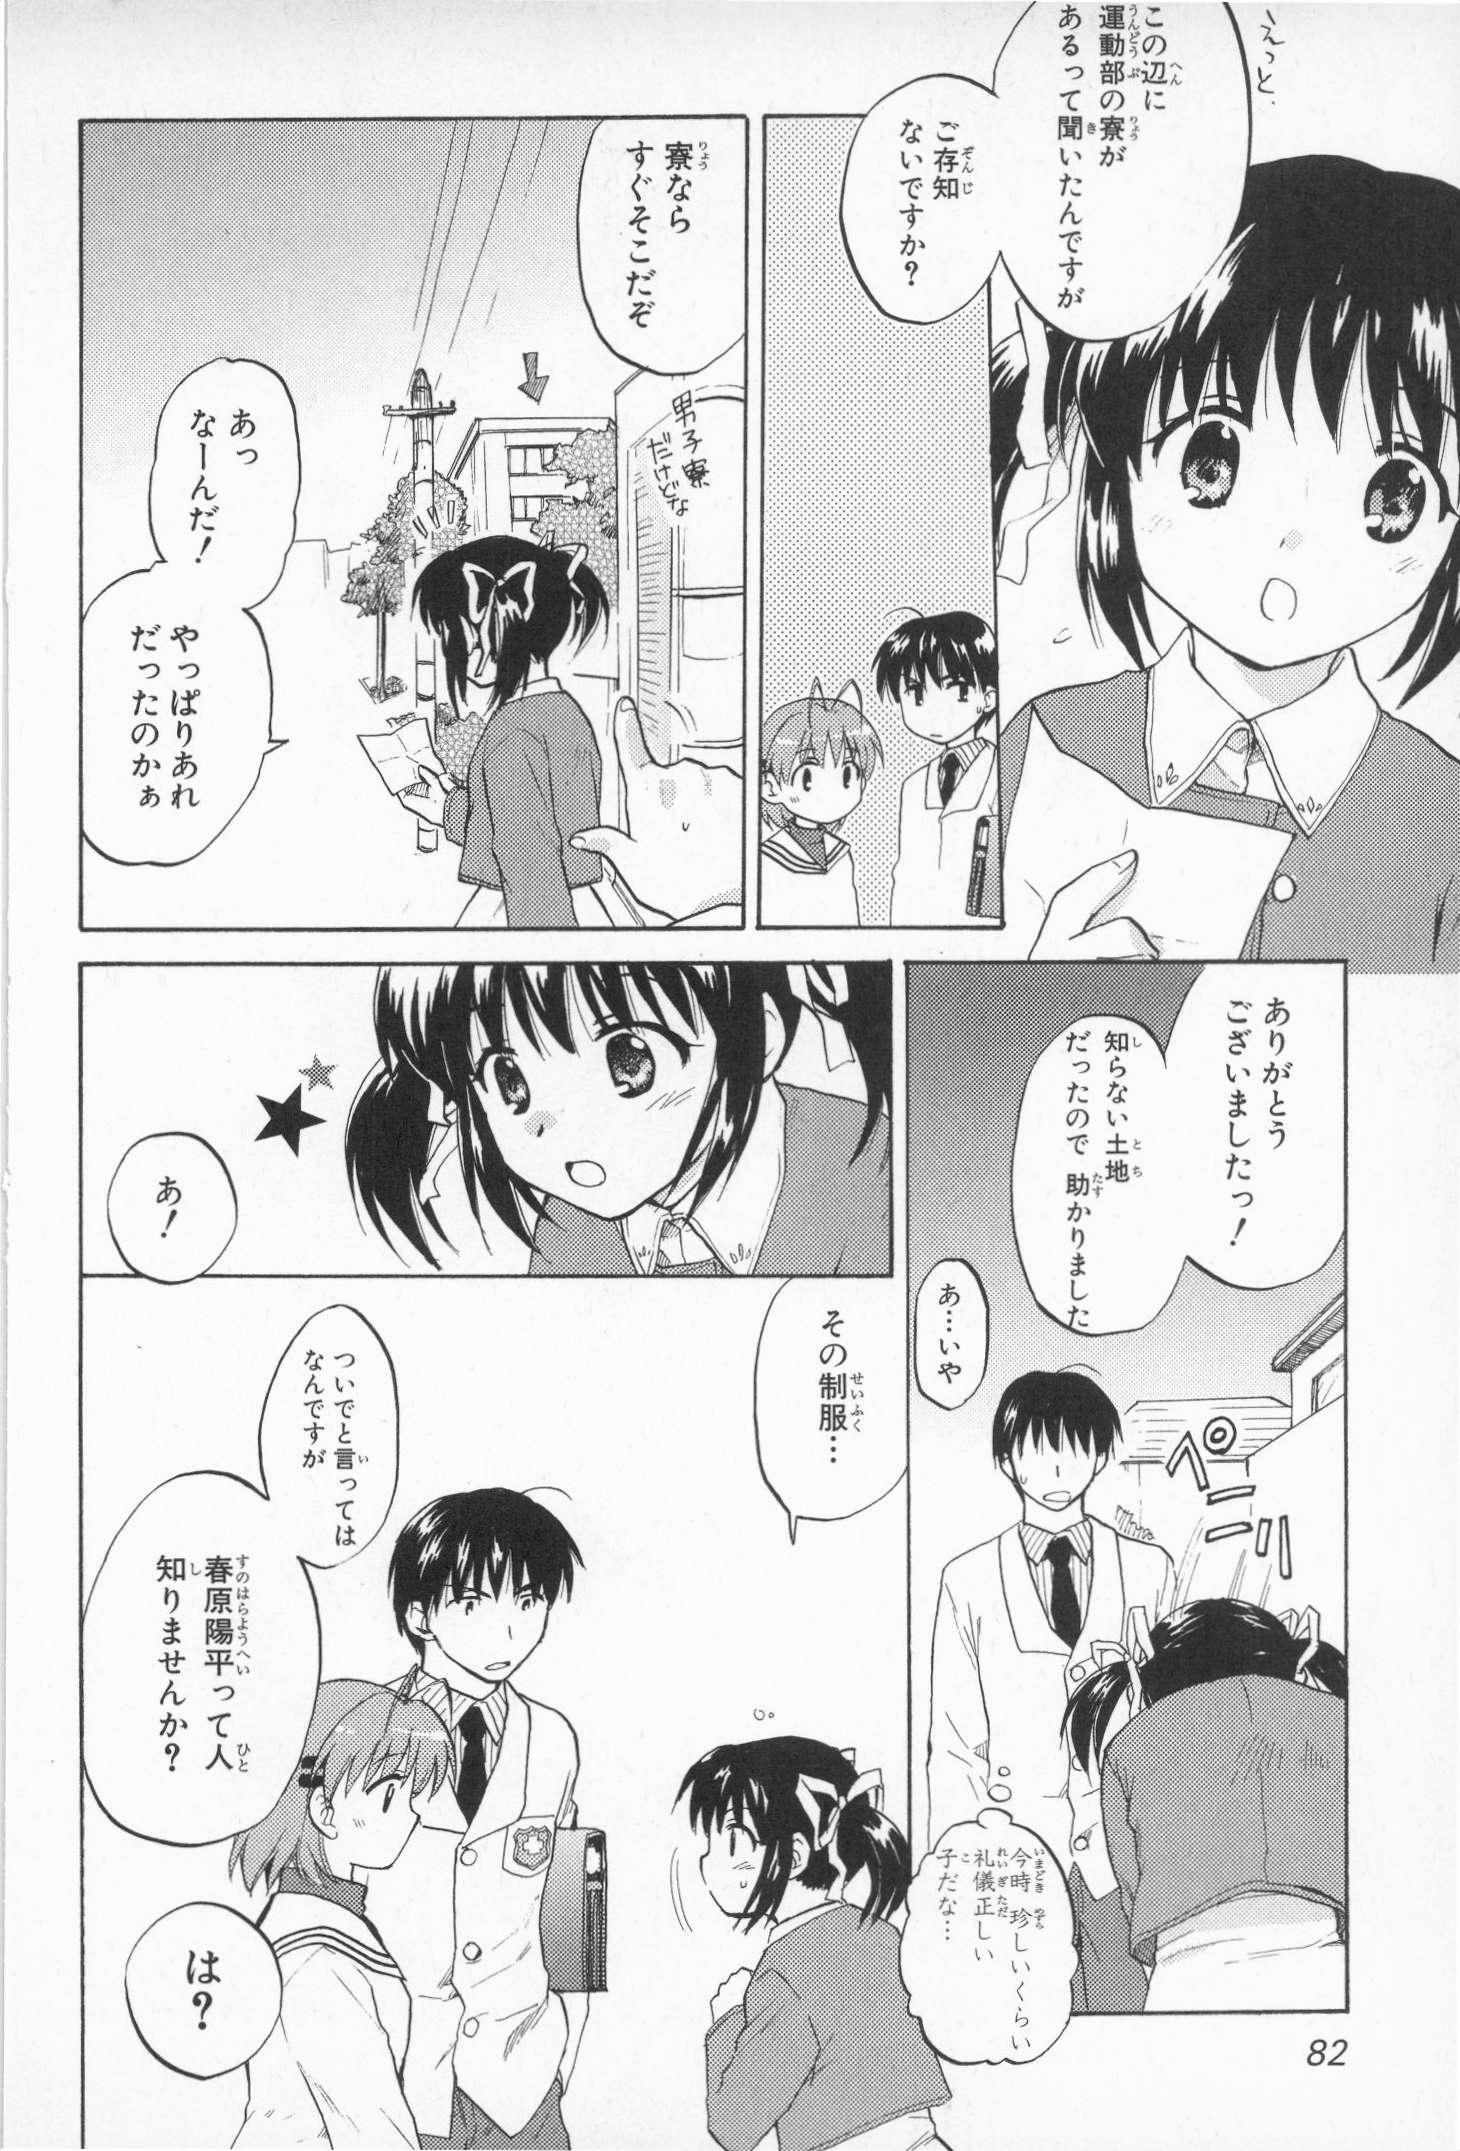 えっと、
この辺に
運動部の寮が
あるって聞いたんですが
ご存知
ないですか？
寮なら
すぐそこだぞ
男子寮
だけどな
あっ
なーんだ！
やっぱりあれ
だったのかぁ
ありがとう
ございましたっ！
知らない土地
だったので 助かりました
あ…いや
ペこり
今時 珍しいくらい
礼儀正しい
子だな…
あ！
その制服…
ついでと言っては
なんですが
春原陽平って人
知りませんか？
は？
82